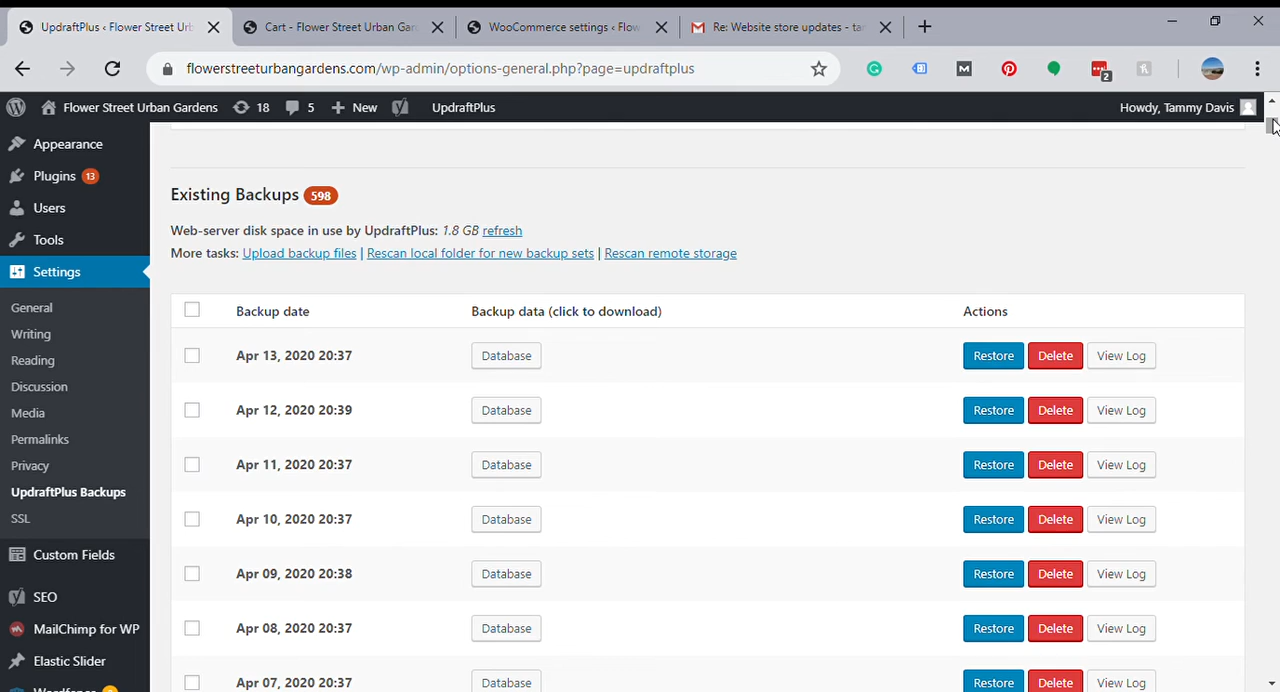 UpdraftPlus ‹ Flower Street Urb
Cart - Flower Street Urban Gar
WooCommerce settings ‹ Flow
Re: Website store updates - tam
flowerstreeturbangardens.com/wp-admin/options-general.php?page=updraftplus
2
Flower Street Urban Gardens
18
5
New
UpdraftPlus
Howdy, Tammy Davis
Appearance
Plugins 13
Users
Tools
Settings
General
Writing
Reading
Discussion
Media
Permalinks
Privacy
UpdraftPlus Backups
SSL
Custom Fields
SEO
MailChimp for WP
Elastic Slider
Wordfence
Existing Backups 598
Web-server disk space in use by UpdraftPlus: 1.8 GB refresh
More tasks: Upload backup files | Rescan local folder for new backup sets | Rescan remote storage
Backup date Backup data (click to download) Actions
Apr 13, 2020 20:37 Database Restore Delete View Log
Apr 12, 2020 20:39 Database Restore Delete View Log
Apr 11, 2020 20:37 Database Restore Delete View Log
Apr 10, 2020 20:37 Database Restore Delete View Log
Apr 09, 2020 20:38 Database Restore Delete View Log
Apr 08, 2020 20:37 Database Restore Delete View Log
Apr 07, 2020 20:37 Database Restore Delete View Log